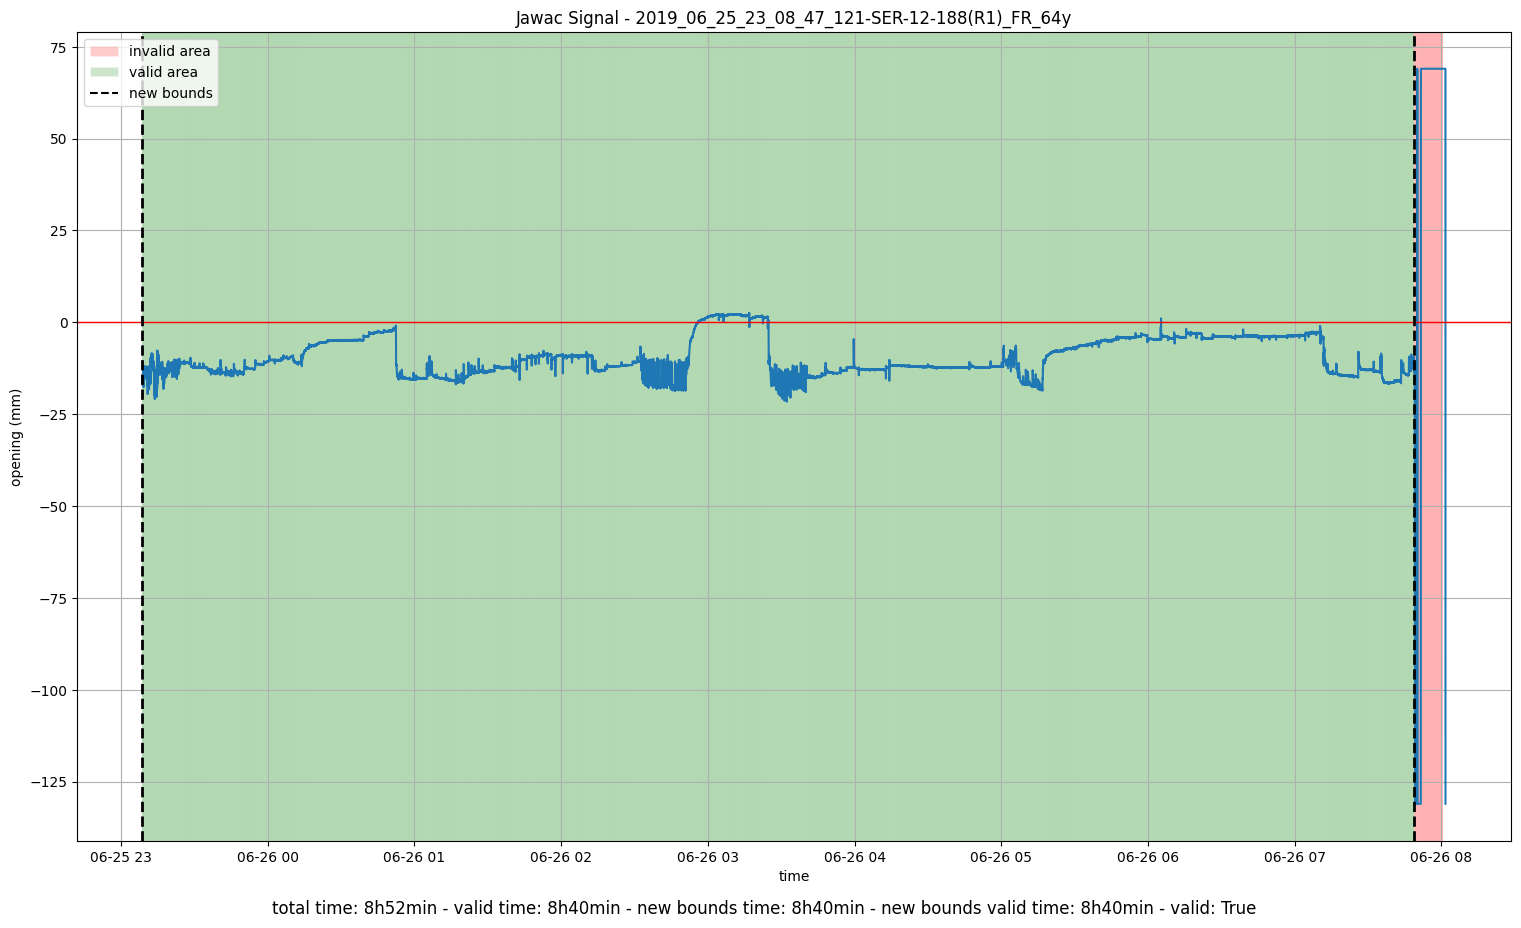 Jawac Signal - 2019_06_25_23_08_47_121-SER-12-188(R1)_FR_64y
invalid area
valid area
new bounds
75
50
25
0
−25
−50
−75
−100
−125
opening (mm)
06-25 23
06-26 00
06-26 01
06-26 02
06-26 03
06-26 04
06-26 05
06-26 06
06-26 07
06-26 08
time
total time: 8h52min - valid time: 8h40min - new bounds time: 8h40min - new bounds valid time: 8h40min - valid: True